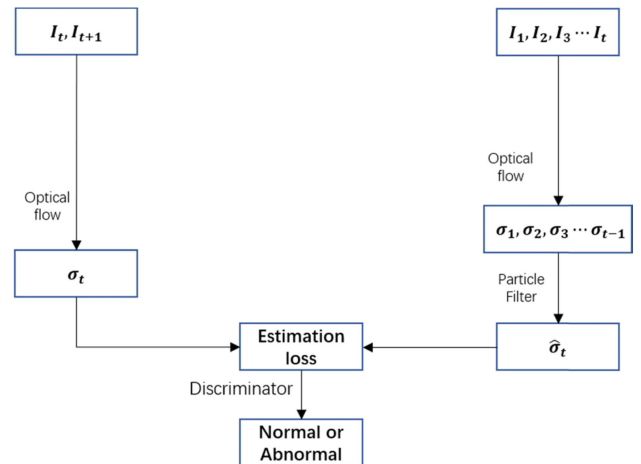 I_t, I_{t+1}
I_1, I_2, I_3 ⋯ I_t
Optical
flow
Optical
flow
σ_1, σ_2, σ_3 ⋯ σ_{t−1}
σ_t
Particle
Filter
Estimation
loss
σ̂_t
Discriminator
Normal or
Abnormal